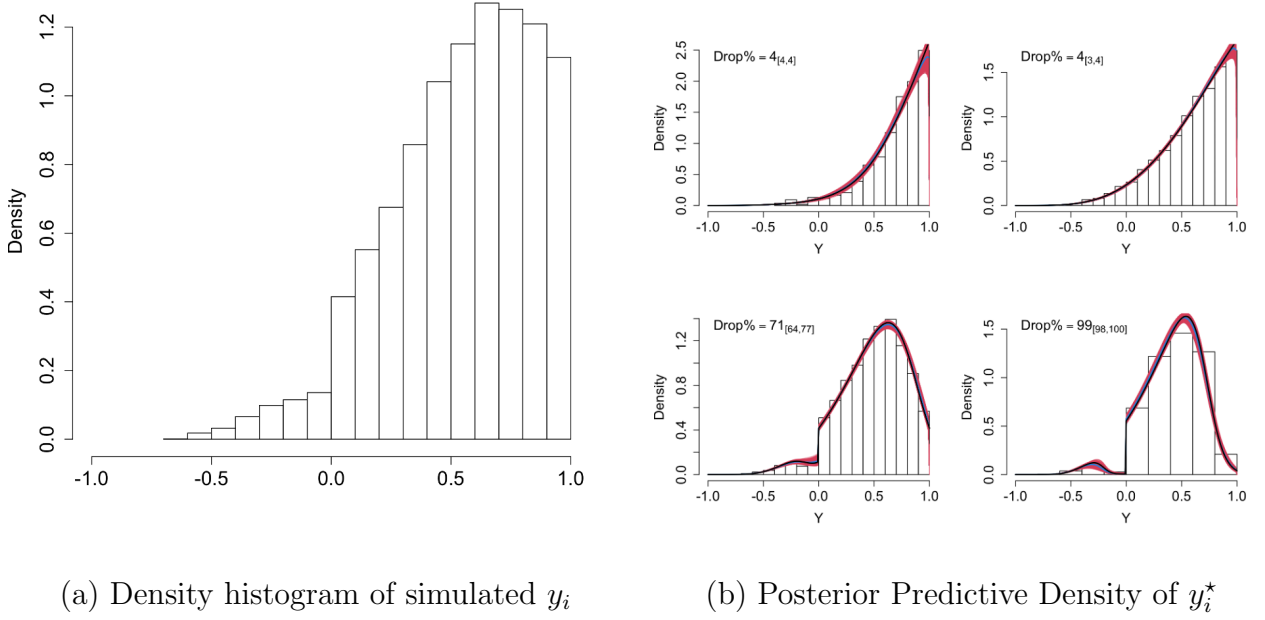 Density
0.0 0.2 0.4 0.6 0.8 1.0 1.2
-1.0 -0.5 0.0 0.5 1.0
(a) Density histogram of simulated y_i
Drop% = 4[4,4]
Density
0.0 0.5 1.0 1.5 2.0 2.5
-1.0 -0.5 0.0 0.5 1.0
Y
Drop% = 4[3,4]
Density
0.0 0.5 1.0 1.5
-1.0 -0.5 0.0 0.5 1.0
Y
Drop% = 71[64,77]
Density
0.0 0.4 0.8 1.2
-1.0 -0.5 0.0 0.5 1.0
Y
Drop% = 99[98,100]
Density
0.0 0.5 1.0 1.5
-1.0 -0.5 0.0 0.5 1.0
Y
(b) Posterior Predictive Density of y_i^⋆